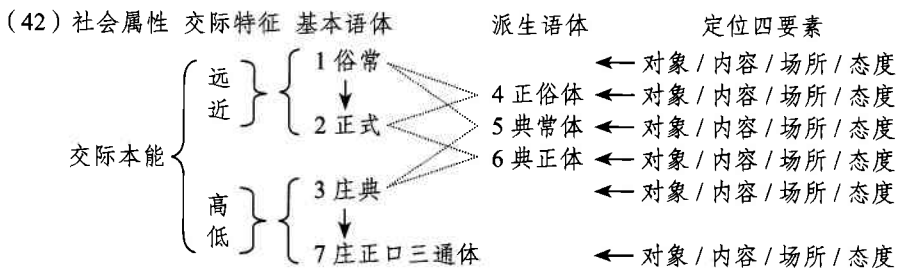 （42）社会属性 交际特征 基本语体 派生语体 定位四要素
1 俗常 ← 对象 / 内容 / 场所 / 态度
远
4 正俗体 ← 对象 / 内容 / 场所 / 态度
近
2 正式 5 典常体 ← 对象 / 内容 / 场所 / 态度
交际本能 6 典正体 ← 对象 / 内容 / 场所 / 态度
3 庄典 ← 对象 / 内容 / 场所 / 态度
高
低
7 庄正口三通体 ← 对象 / 内容 / 场所 / 态度